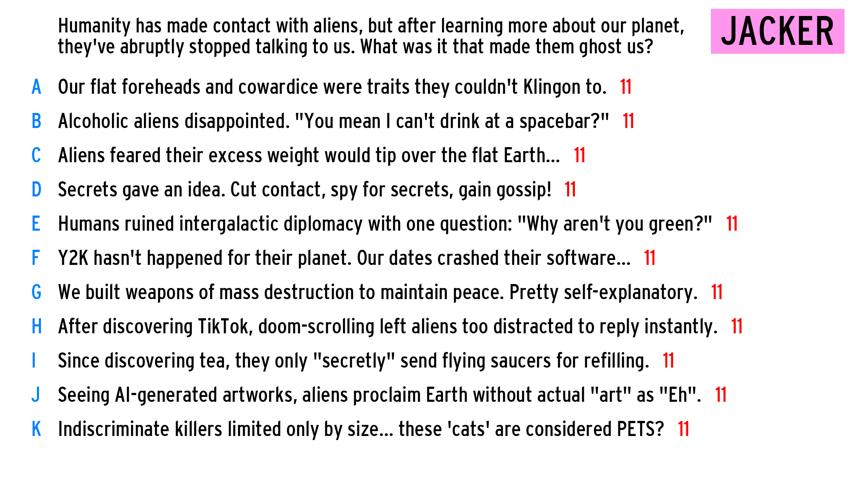 Humanity has made contact with aliens, but after learning more about our planet,
they've abruptly stopped talking to us. What was it that made them ghost us?
JACKER
A Our flat foreheads and cowardice were traits they couldn't Klingon to. 11
B Alcoholic aliens disappointed. "You mean I can't drink at a spacebar?" 11
C Aliens feared their excess weight would tip over the flat Earth... 11
D Secrets gave an idea. Cut contact, spy for secrets, gain gossip! 11
E Humans ruined intergalactic diplomacy with one question: "Why aren't you green?" 11
F Y2K hasn't happened for their planet. Our dates crashed their software... 11
G We built weapons of mass destruction to maintain peace. Pretty self-explanatory. 11
H After discovering TikTok, doom-scrolling left aliens too distracted to reply instantly. 11
I Since discovering tea, they only "secretly" send flying saucers for refilling. 11
J Seeing AI-generated artworks, aliens proclaim Earth without actual "art" as "Eh". 11
K Indiscriminate killers limited only by size... these 'cats' are considered PETS? 11